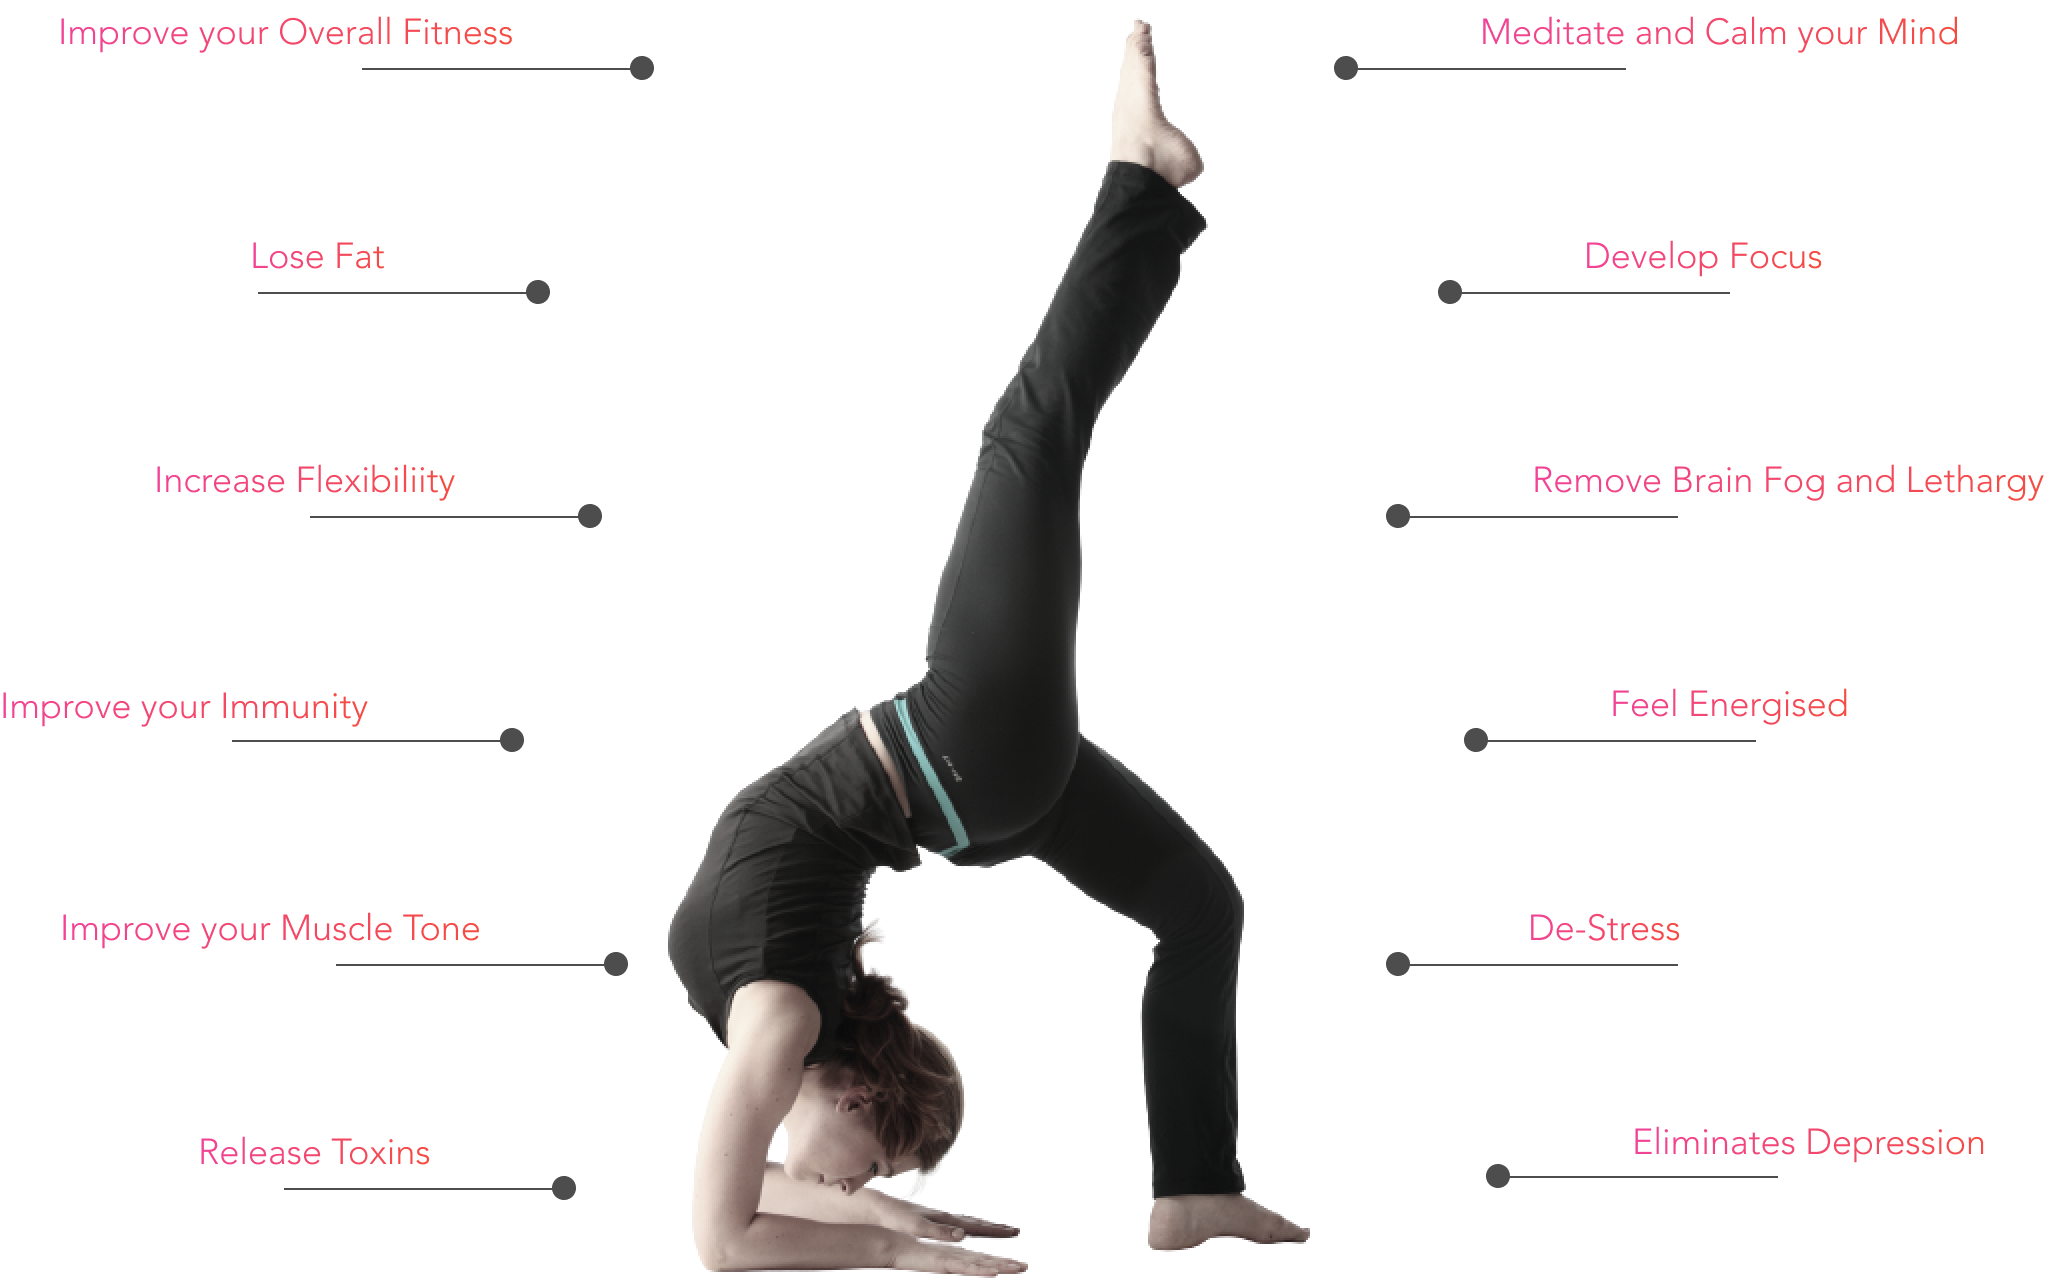 Improve your Overall Fitness
Meditate and Calm your Mind
Lose Fat
Develop Focus
Increase Flexibiliity
Remove Brain Fog and Lethargy
Improve your Immunity
Feel Energised
Improve your Muscle Tone
De-Stress
Release Toxins
Eliminates Depression